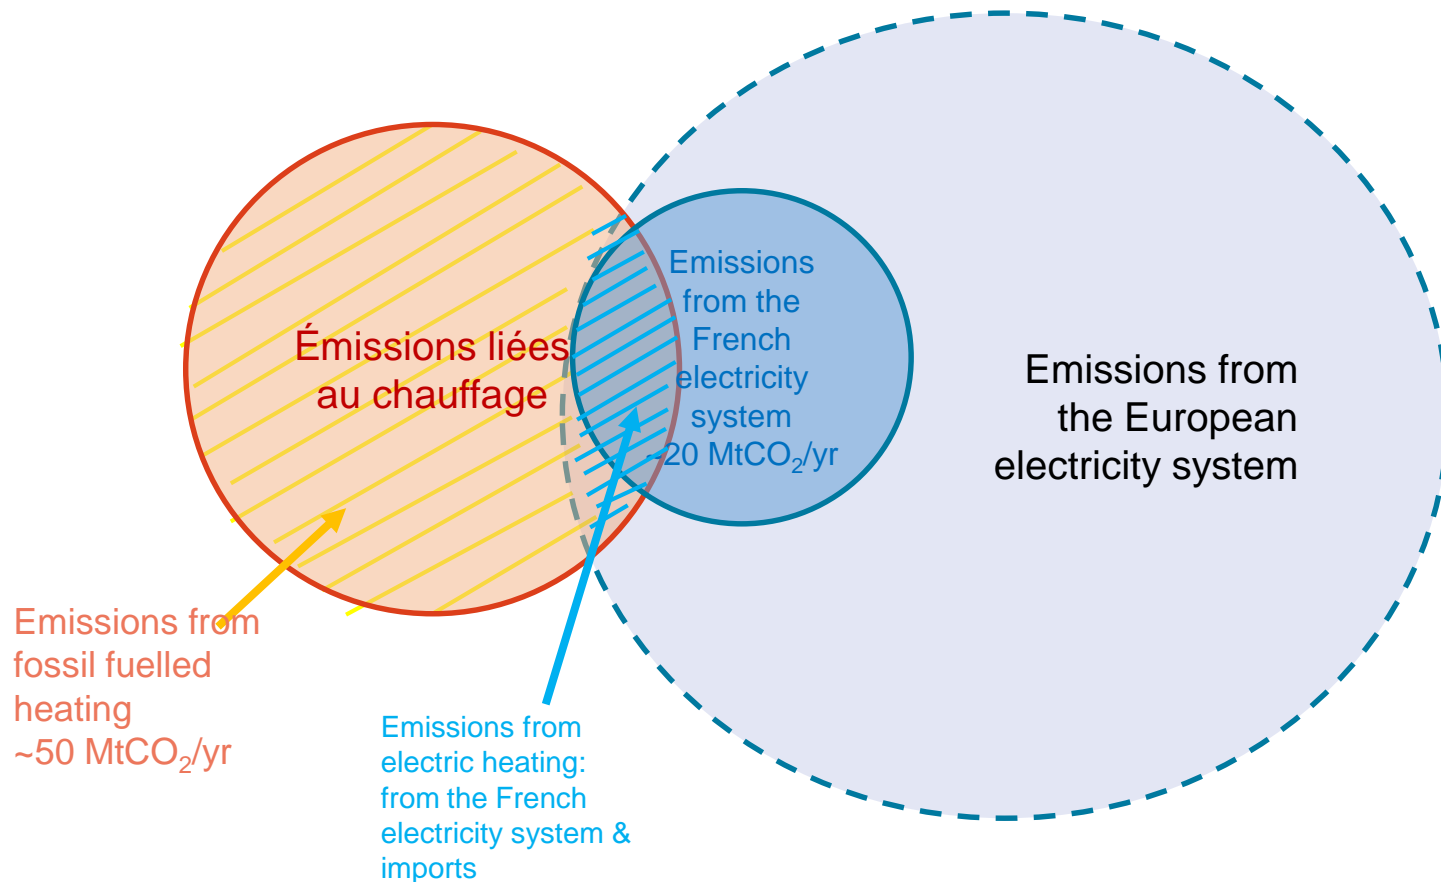 Émissions liées
au chauffage
Emissions
from the
French
electricity
system
~20 MtCO₂/yr
Emissions from
the European
electricity system
Emissions from
fossil fuelled
heating
~50 MtCO₂/yr
Emissions from
electric heating:
from the French
electricity system &
imports